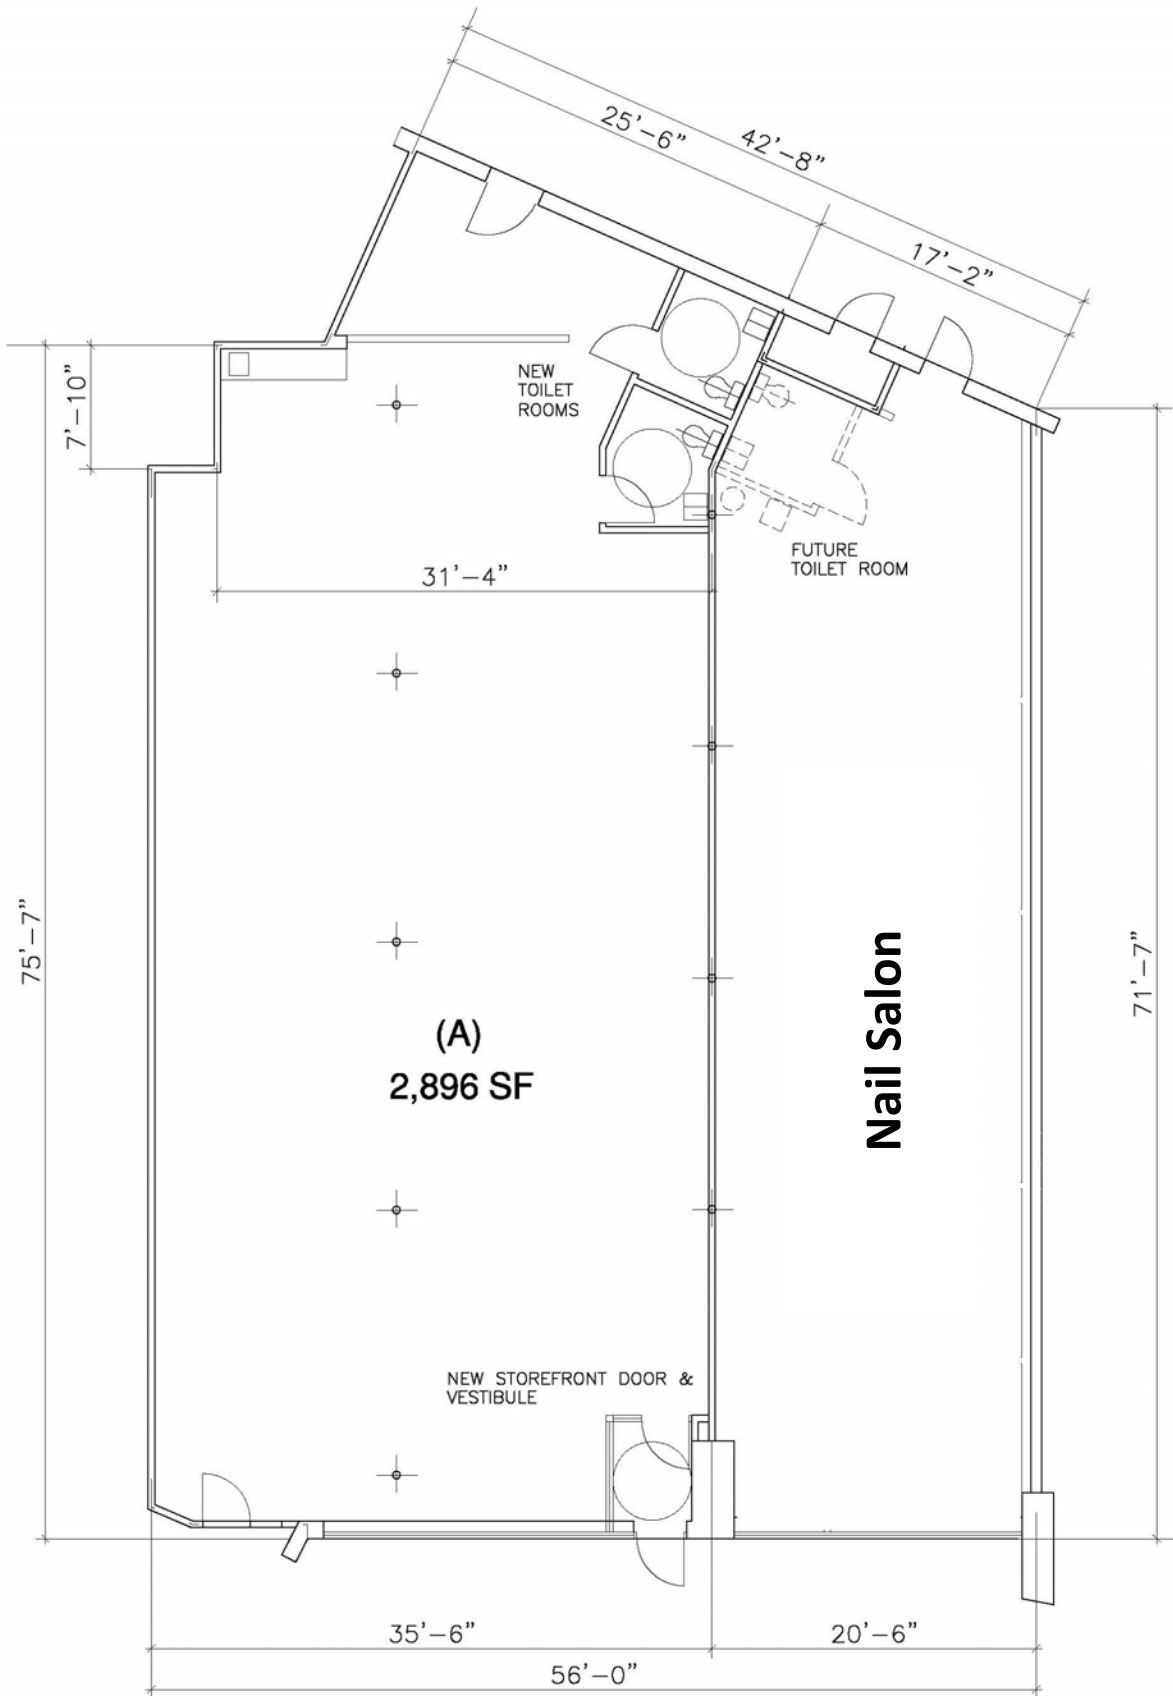 42’-8”
25’-6”
17’-2”
7’-10”
NEW
TOILET
ROOMS
FUTURE
TOILET ROOM
31’-4”
75’-7”
71’-7”
Nail Salon
(A)
2,896 SF
NEW STOREFRONT DOOR &
VESTIBULE
35’-6”
20’-6”
56’-0”